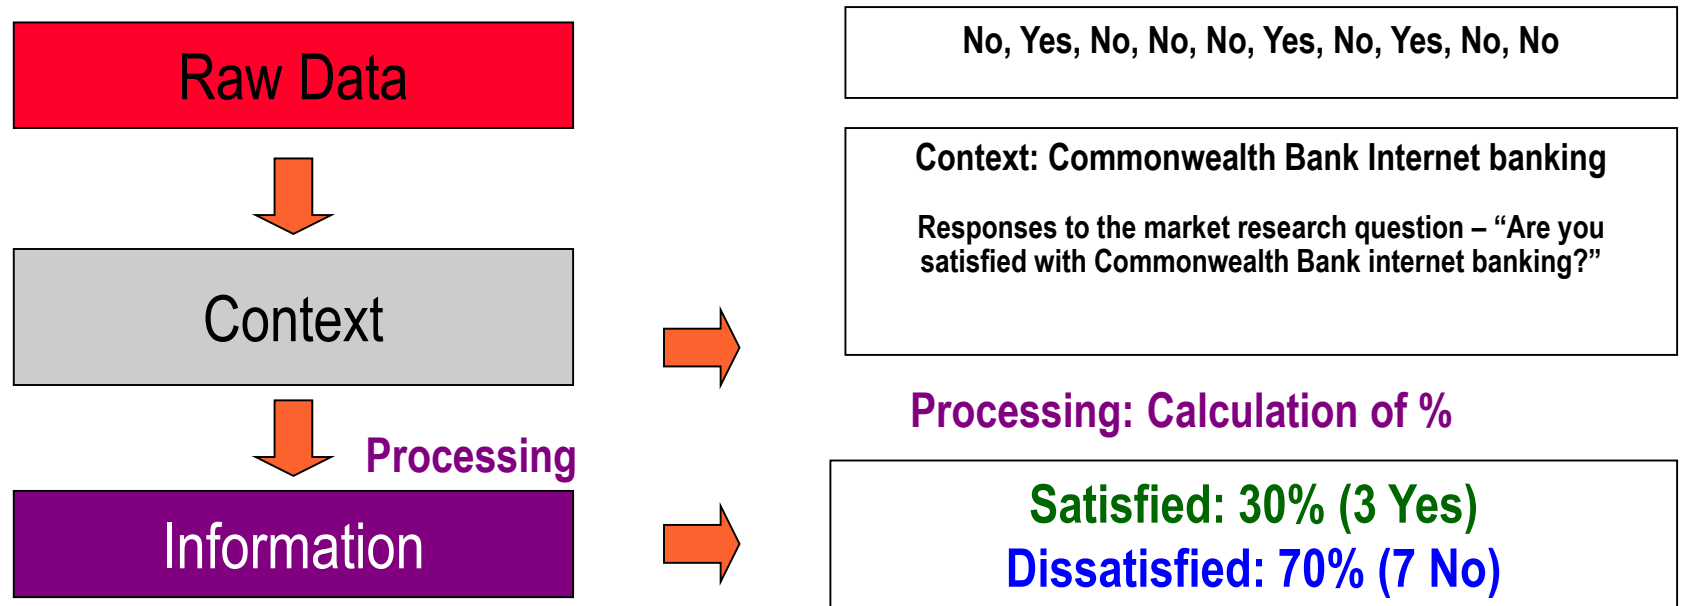 Raw Data
No, Yes, No, No, No, Yes, No, Yes, No, No
Context
Context: Commonwealth Bank Internet banking
Responses to the market research question – “Are you
satisfied with Commonwealth Bank internet banking?”
Processing
Processing: Calculation of %
Information
Satisfied: 30% (3 Yes)
Dissatisfied: 70% (7 No)